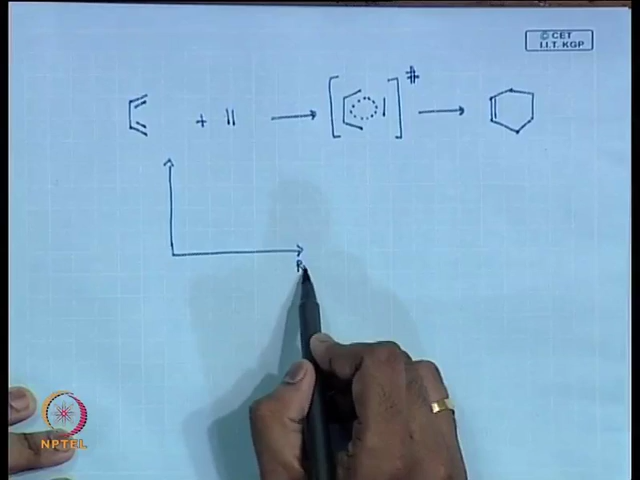 © CET
I.I.T. KGP
+
‡
R
NPTEL